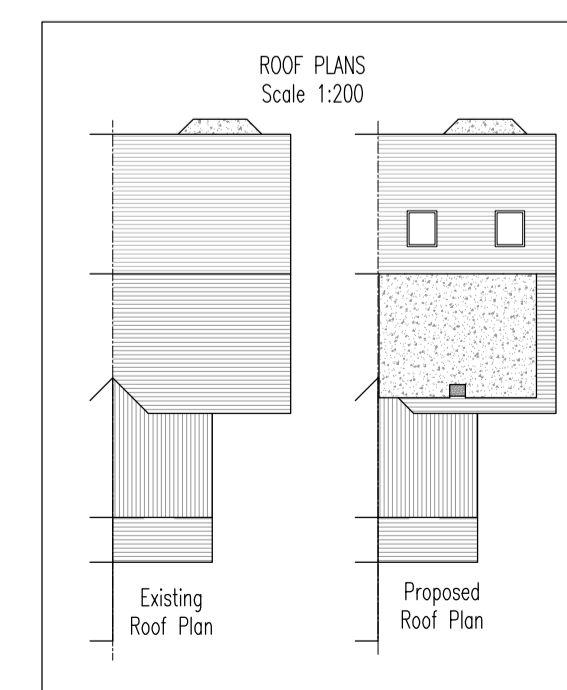 ROOF PLANS
Scale 1:200
Existing
Roof Plan
Proposed
Roof Plan